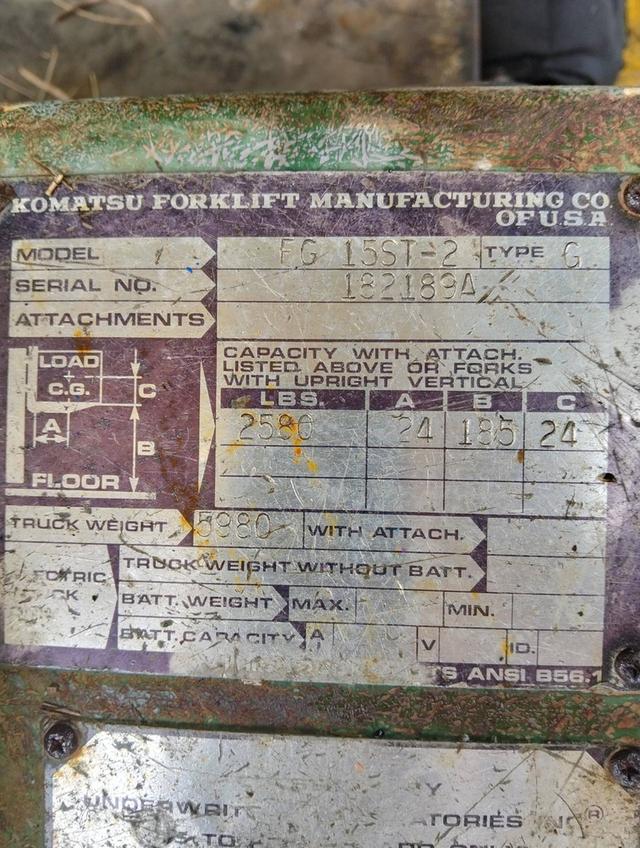 KOMATSU FORKLIFT MANUFACTURING CO
OF U.S.A
MODEL FG 15ST-2 TYPE G
SERIAL NO. 182189A
ATTACHMENTS
LOAD
C.G.
C
A
B
FLOOR
CAPACITY WITH ATTACH.
LISTED ABOVE OR FORKS
WITH UPRIGHT VERTICAL
LBS. A B C
2580 24 185 24
TRUCK WEIGHT 5980 WITH ATTACH.
TRUCK WEIGHT WITHOUT BATT.
BATT. WEIGHT MAX. MIN.
BATT. CAPACITY A V ID.
ANSI B56.1